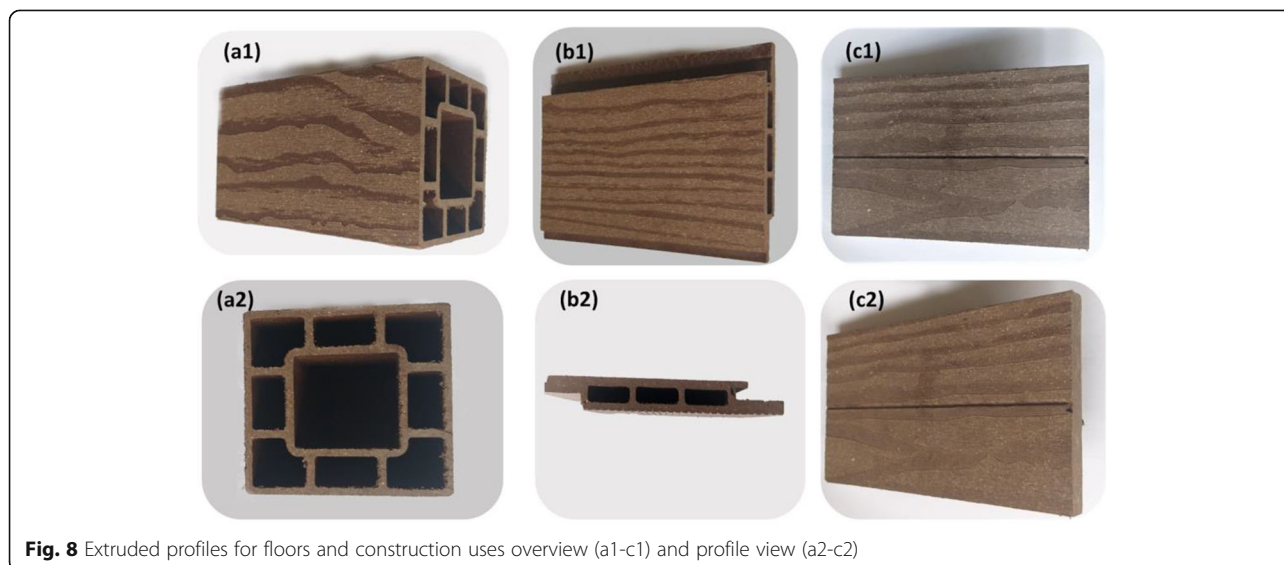 (a1)
(b1)
(c1)
(a2)
(b2)
(c2)
Fig. 8 Extruded profiles for floors and construction uses overview (a1-c1) and profile view (a2-c2)